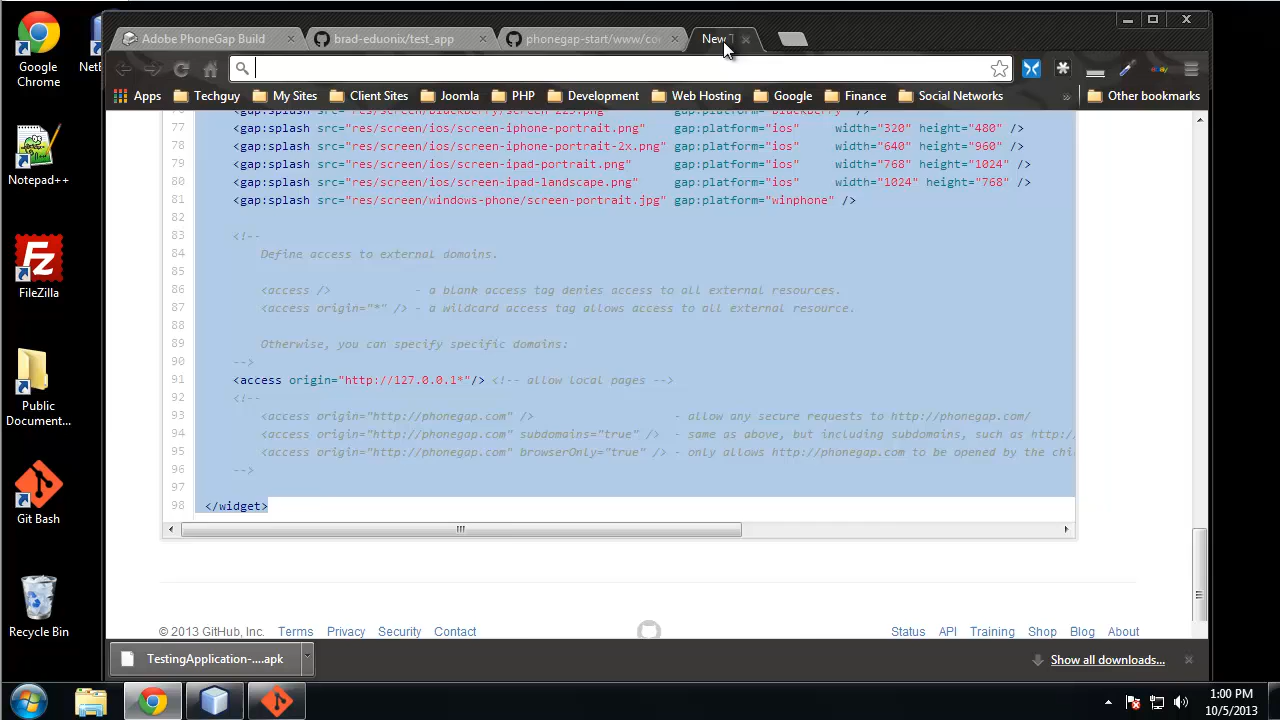 Google
Chrome
NetB
Notepad++
FileZilla
Public
Documen...
Git Bash
Recycle Bin
Adobe PhoneGap Build
brad-eduonix/test_app
phonegap-start/www/co
New
Apps
Techguy
My Sites
Client Sites
Joomla
PHP
Development
Web Hosting
Google
Finance
Social Networks
»
Other bookmarks
77 <gap:splash src="res/screen/ios/screen-iphone-portrait.png" gap:platform="ios" width="320" height="480" />
78 <gap:splash src="res/screen/ios/screen-iphone-portrait-2x.png" gap:platform="ios" width="640" height="960" />
79 <gap:splash src="res/screen/ios/screen-ipad-portrait.png" gap:platform="ios" width="768" height="1024" />
80 <gap:splash src="res/screen/ios/screen-ipad-landscape.png" gap:platform="ios" width="1024" height="768" />
81 <gap:splash src="res/screen/windows-phone/screen-portrait.jpg" gap:platform="winphone" />
82
83 <!--
84 Define access to external domains.
85
86 <access /> - a blank access tag denies access to all external resources.
87 <access origin="*" /> - a wildcard access tag allows access to all external resource.
88
89 Otherwise, you can specify specific domains:
90 -->
91 <access origin="http://127.0.0.1*"/> <!-- allow local pages -->
92 <!--
93 <access origin="http://phonegap.com" /> - allow any secure requests to http://phonegap.com/
94 <access origin="http://phonegap.com" subdomains="true" /> - same as above, but including subdomains, such as http:/
95 <access origin="http://phonegap.com" browserOnly="true" /> - only allows http://phonegap.com to be opened by the chi
96 -->
97
98 </widget>
© 2013 GitHub, Inc. Terms Privacy Security Contact
Status API Training Shop Blog About
TestingApplication-....apk
Show all downloads...
1:00 PM
10/5/2013